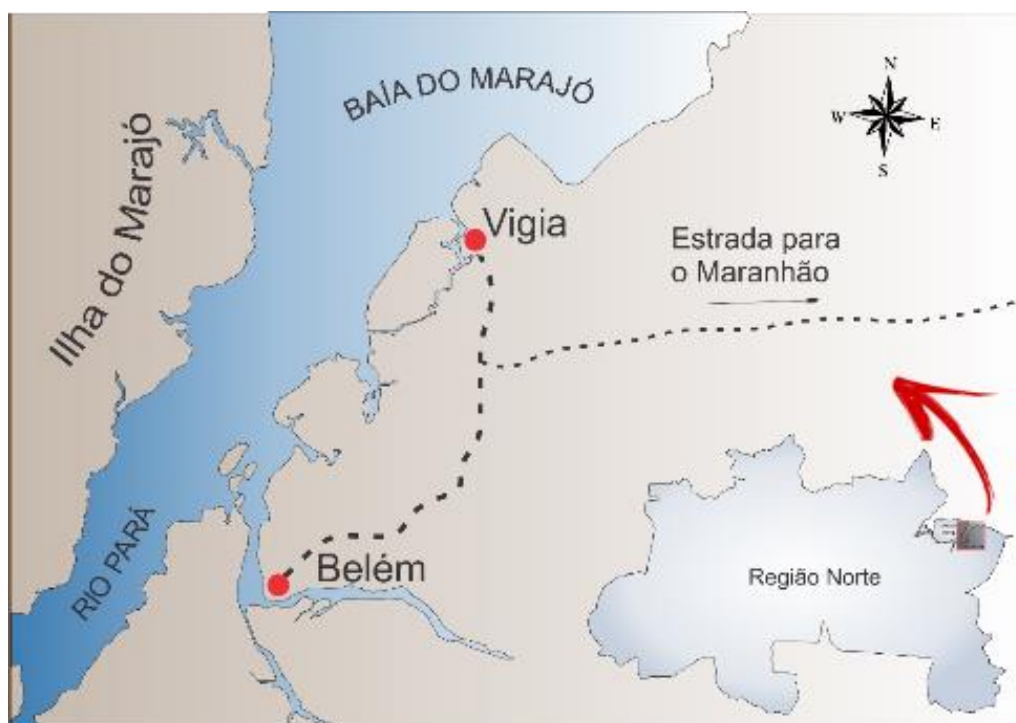 BAÍA DO MARAJÓ
Ilha do Marajó
N
W
E
S
Vigia
Estrada para
o Maranhão
RIO PARÁ
Belém
Região Norte